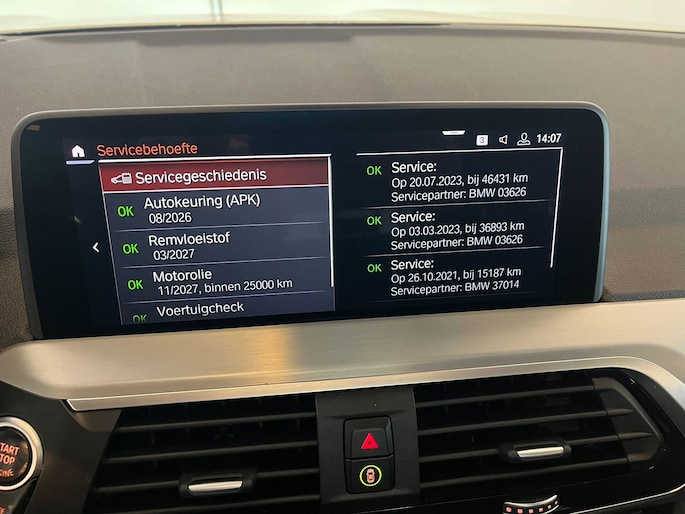 Servicebehoefte
3
14:07
Servicegeschiedenis
OK Autokeuring (APK)
08/2026
OK Remvloeistof
03/2027
OK Motorolie
11/2027, binnen 25000 km
OK Voertuigcheck
OK Service:
Op 20.07.2023, bij 46431 km
Servicepartner: BMW 03626
OK Service:
Op 03.03.2023, bij 36893 km
Servicepartner: BMW 03626
OK Service:
Op 26.10.2021, bij 15187 km
Servicepartner: BMW 37014
START
STOP